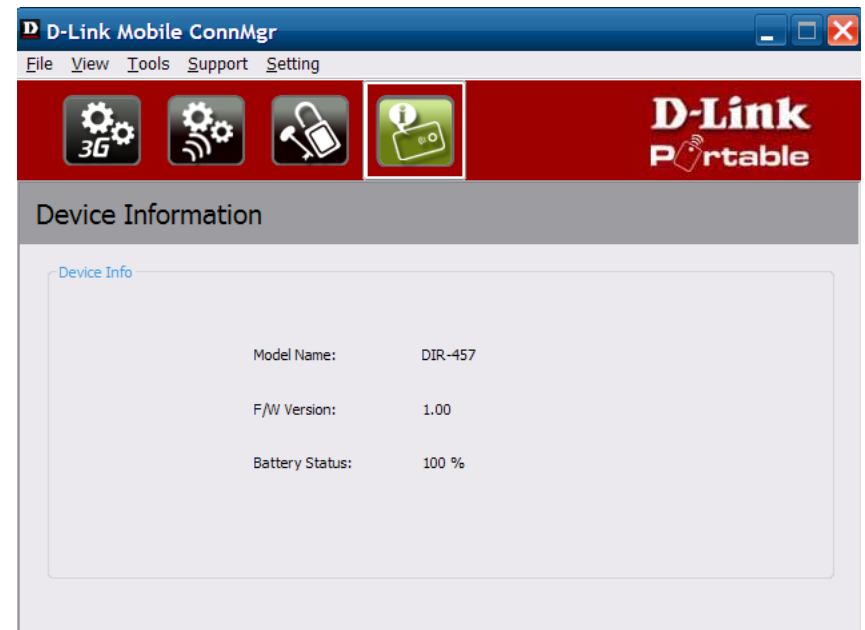 D D-Link Mobile ConnMgr
File View Tools Support Setting
3G
i
D-Link
Portable
Device Information
Device Info
Model Name: DIR-457
F/W Version: 1.00
Battery Status: 100 %